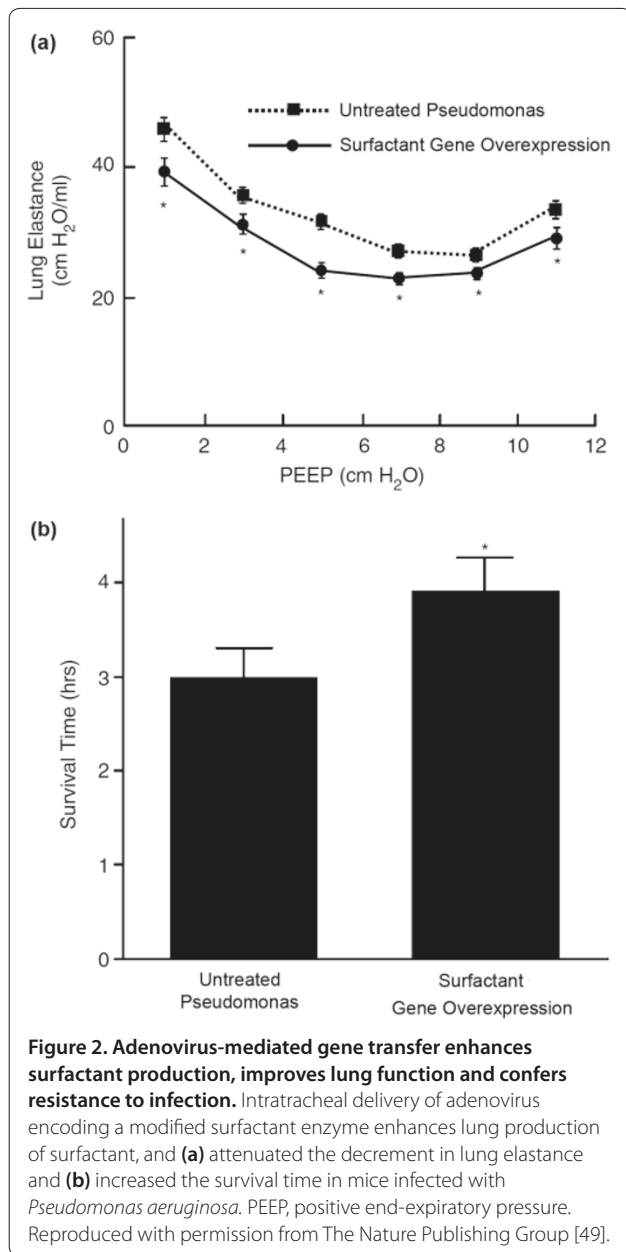 (a)
60
40
20
0
Lung Elastance
(cm H₂O/ml)
Untreated Pseudomonas
Surfactant Gene Overexpression
*
*
*
*
*
*
0 2 4 6 8 10 12
PEEP (cm H₂O)
(b)
4
3
2
1
0
Survival Time (hrs)
*
Untreated
Pseudomonas
Surfactant
Gene Overexpression
Figure 2. Adenovirus-mediated gene transfer enhances
surfactant production, improves lung function and confers
resistance to infection. Intratracheal delivery of adenovirus
encoding a modified surfactant enzyme enhances lung production
of surfactant, and (a) attenuated the decrement in lung elastance
and (b) increased the survival time in mice infected with
Pseudomonas aeruginosa. PEEP, positive end-expiratory pressure.
Reproduced with permission from The Nature Publishing Group [49].